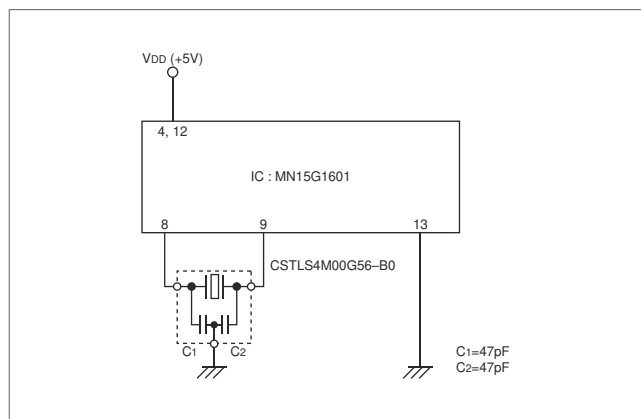 VDD (+5V)
4, 12
IC : MN15G1601
8 9 13
CSTLS4M00G56–B0
C1 C2
C1=47pF
C2=47pF